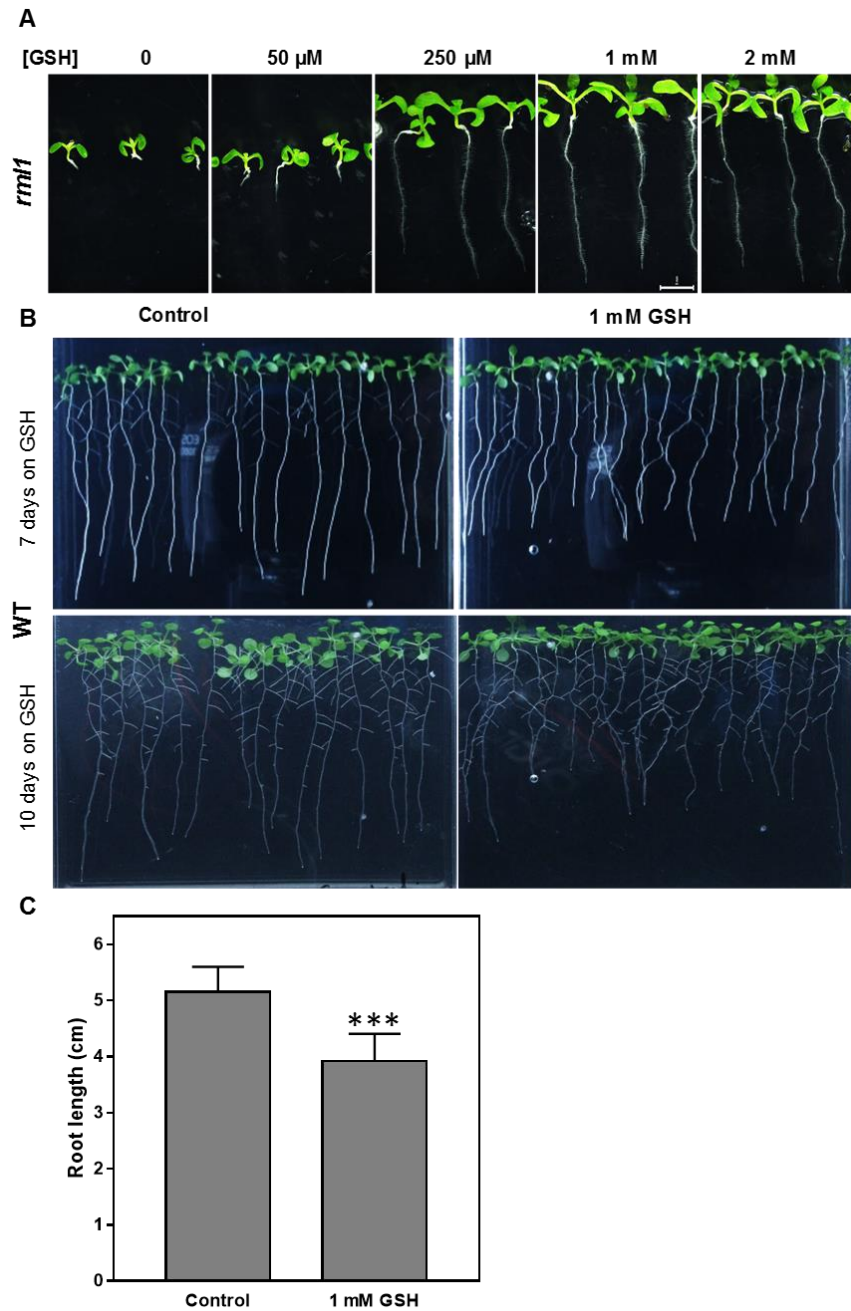 A
[GSH] 0 50 µM 250 µM 1 mM 2 mM
rml1
B
Control 1 mM GSH
7 days on GSH
WT
10 days on GSH
C
Root length (cm)
6
5
4
3
2
1
0
***
Control 1 mM GSH